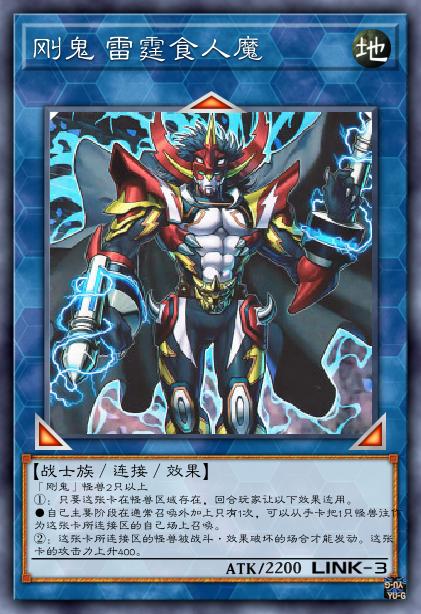 刚鬼 雷霆食人魔
地
【战士族／连接／效果】
「刚鬼」怪兽2只以上
①：只要这张卡在怪兽区域存在，回合玩家让以下效果适用。
●自己主要阶段在通常召唤外加上只有1次，可以从手卡把1只怪兽往作
为这张卡所连接区的自己场上召唤。
②：这张卡所连接区的怪兽被战斗·效果破坏的场合才能发动。这张
卡的攻击力上升400。
ATK/2200 LINK-3